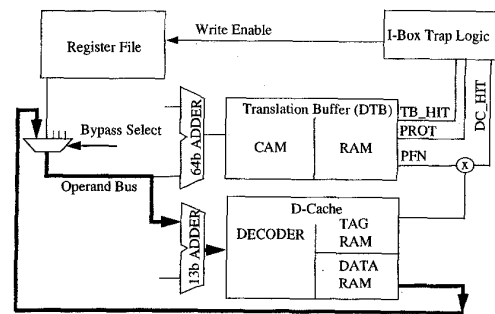 Write Enable
Register File
I-Box Trap Logic
DC_HIT
Translation Buffer (DTB)
TB_HIT
PROT
PFN
64b ADDER
CAM
RAM
Bypass Select
X
Operand Bus
D-Cache
13b ADDER
DECODER
TAG
RAM
DATA
RAM